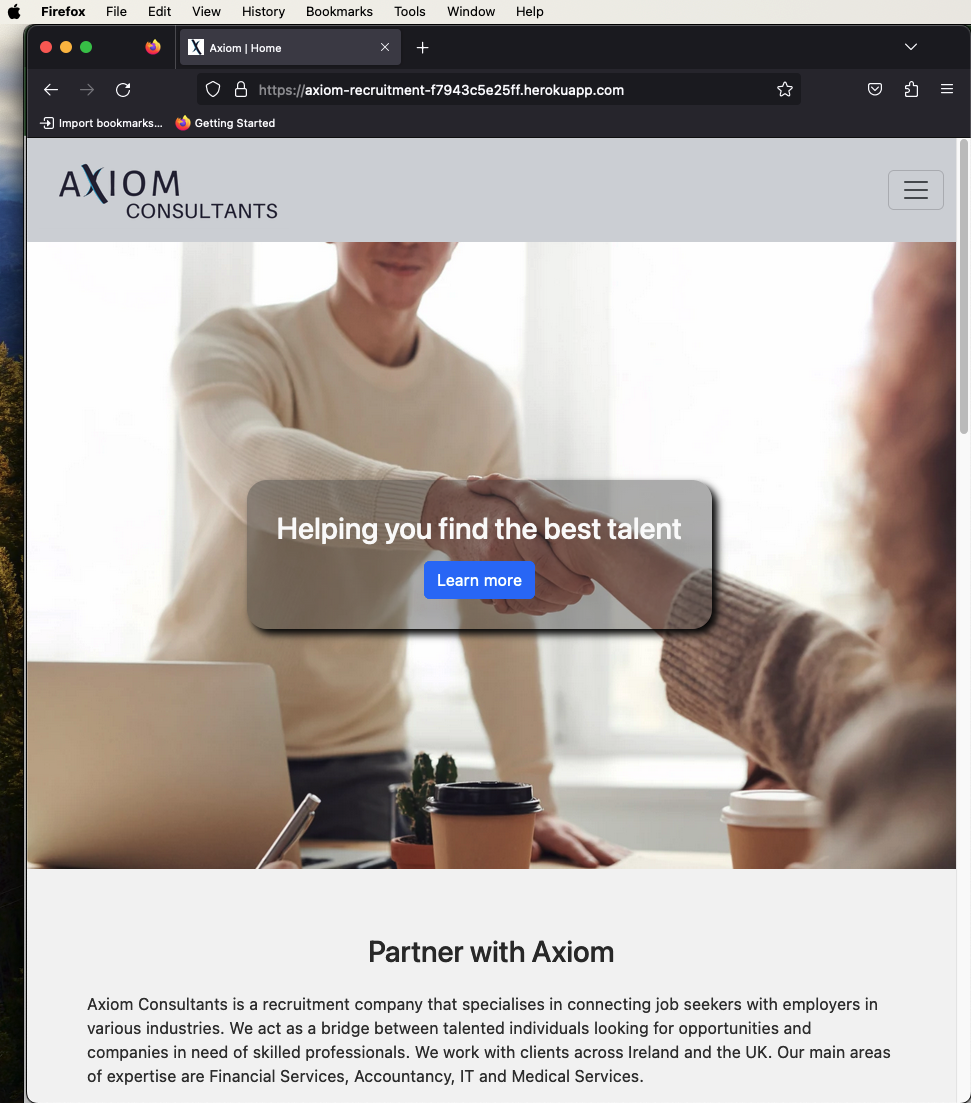 Firefox File Edit View History Bookmarks Tools Window Help
X Axiom | Home
https://axiom-recruitment-f7943c5e25ff.herokuapp.com
Import bookmarks... Getting Started
AXIOM
CONSULTANTS
Helping you find the best talent
Learn more
Partner with Axiom
Axiom Consultants is a recruitment company that specialises in connecting job seekers with employers in
various industries. We act as a bridge between talented individuals looking for opportunities and
companies in need of skilled professionals. We work with clients across Ireland and the UK. Our main areas
of expertise are Financial Services, Accountancy, IT and Medical Services.